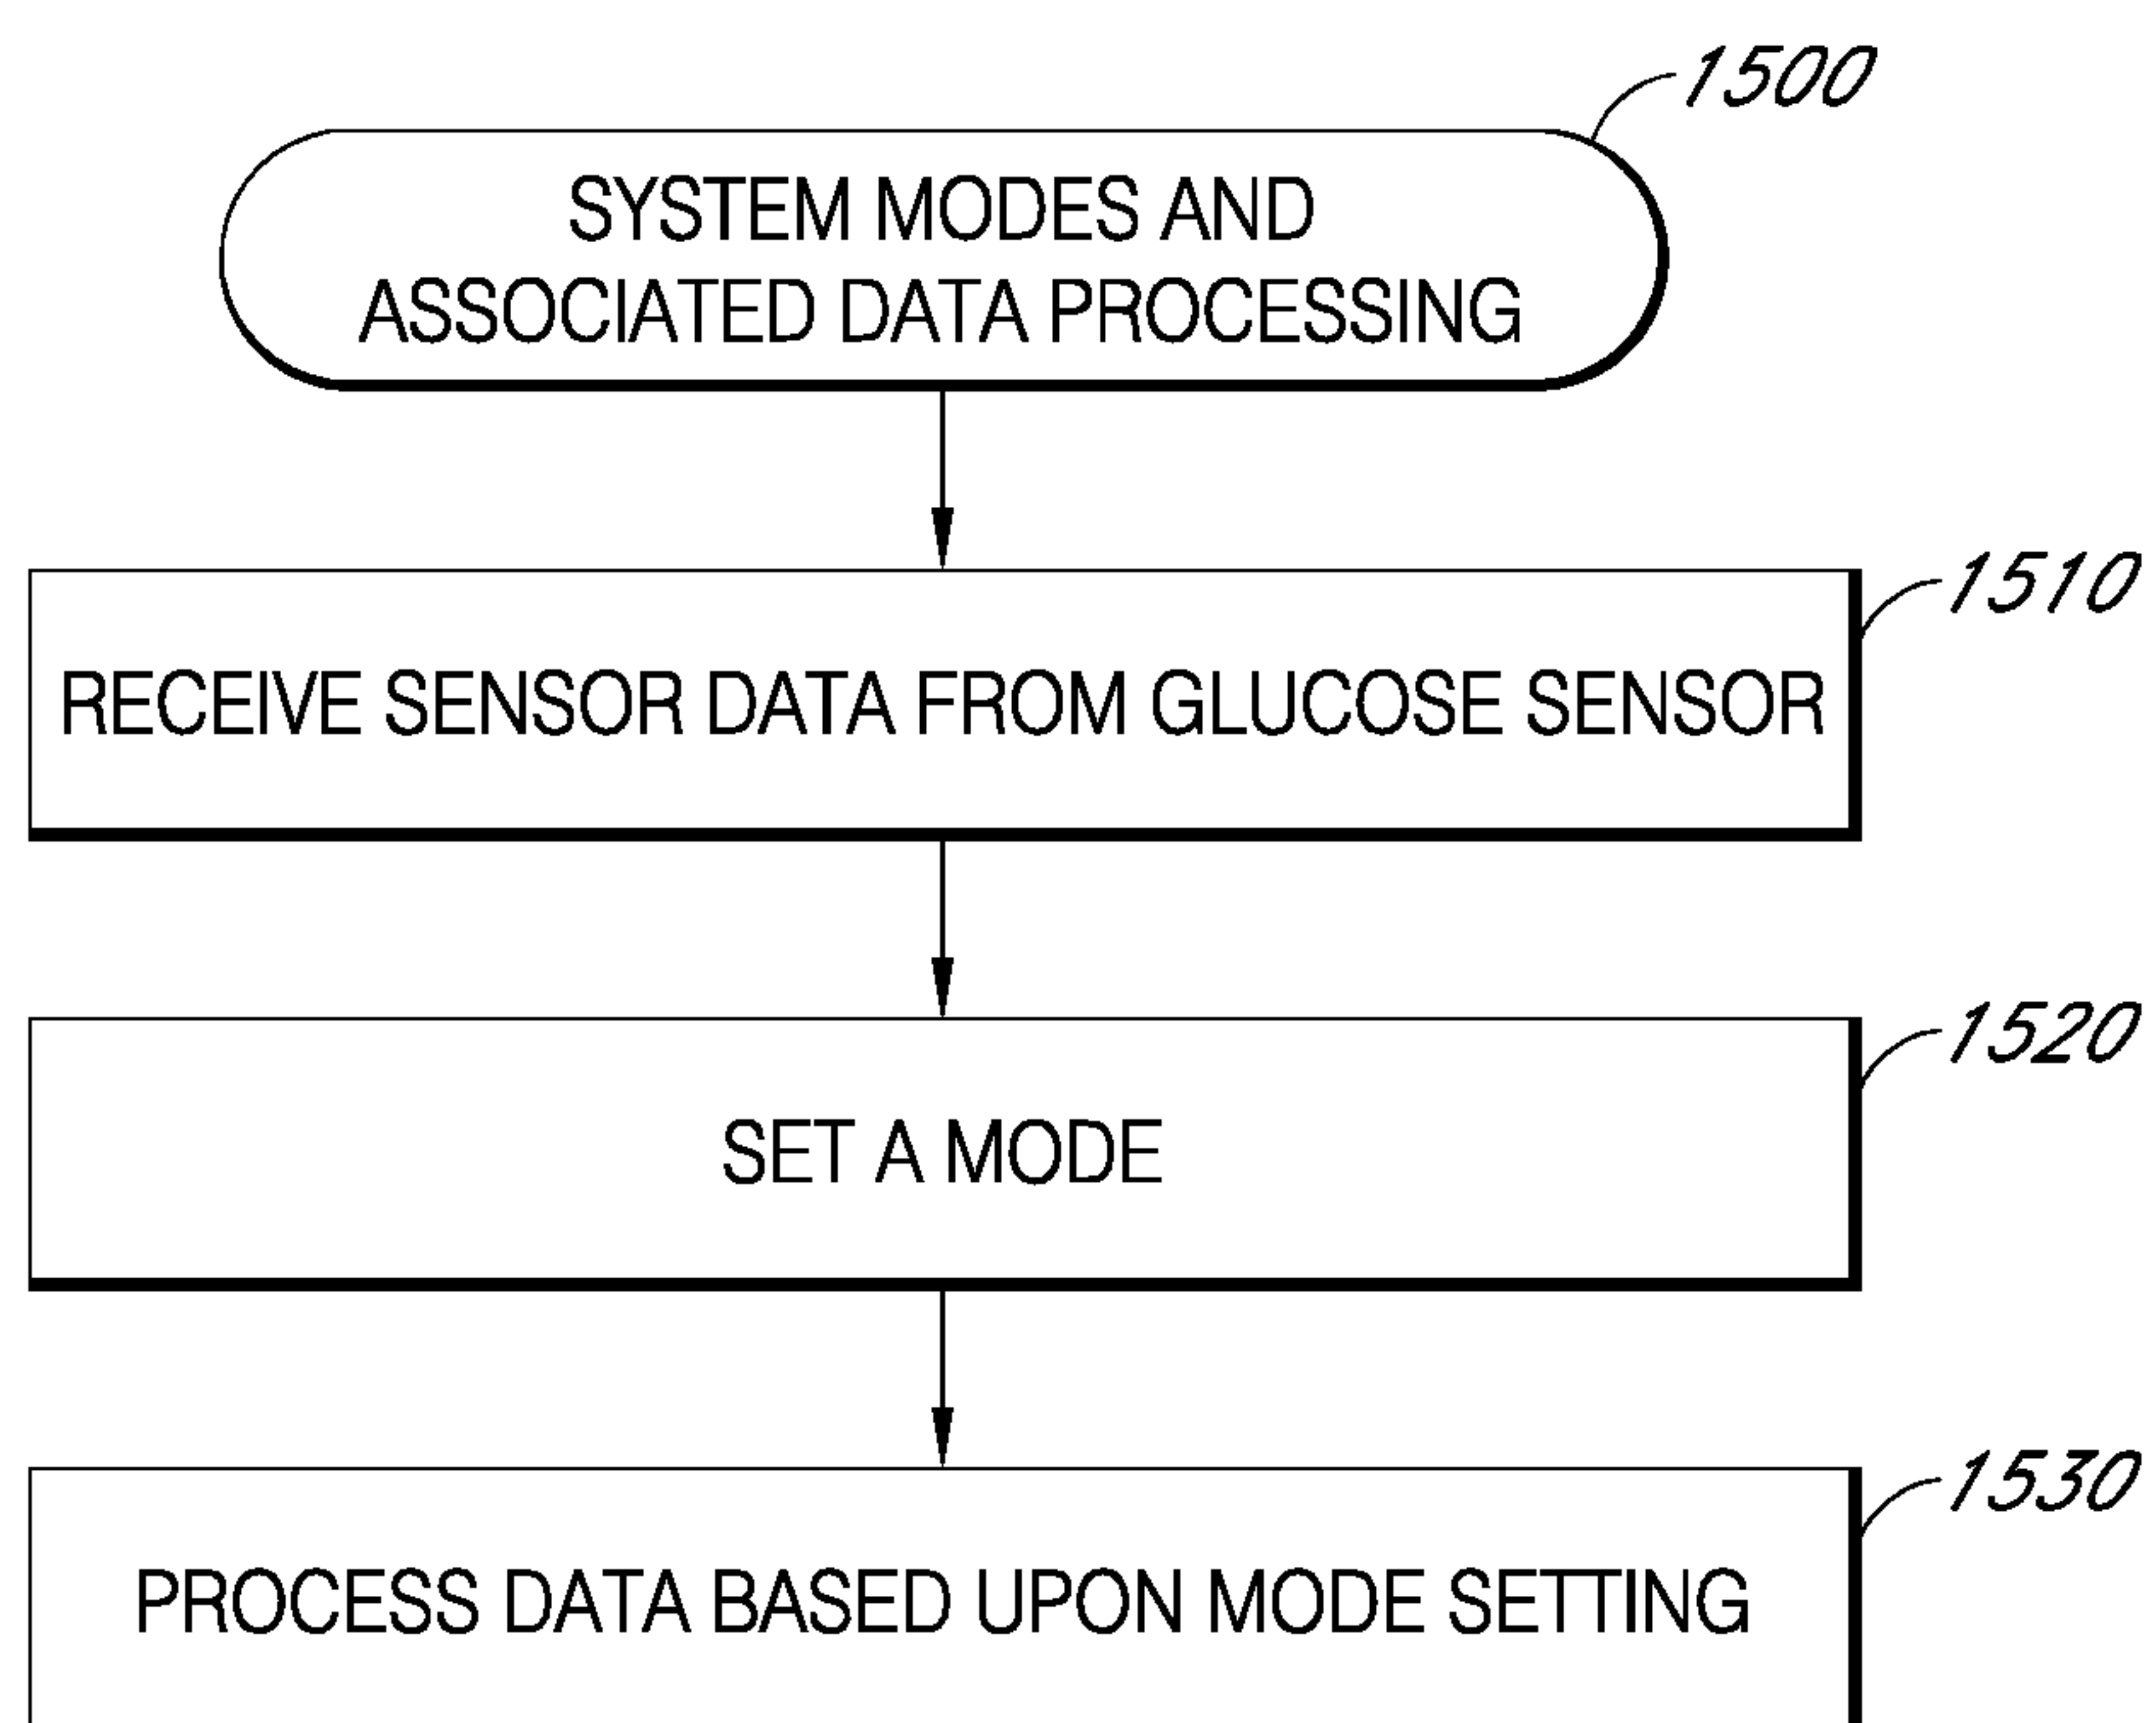 1500
SYSTEM MODES AND
ASSOCIATED DATA PROCESSING
1510
RECEIVE SENSOR DATA FROM GLUCOSE SENSOR
1520
SET A MODE
1530
PROCESS DATA BASED UPON MODE SETTING